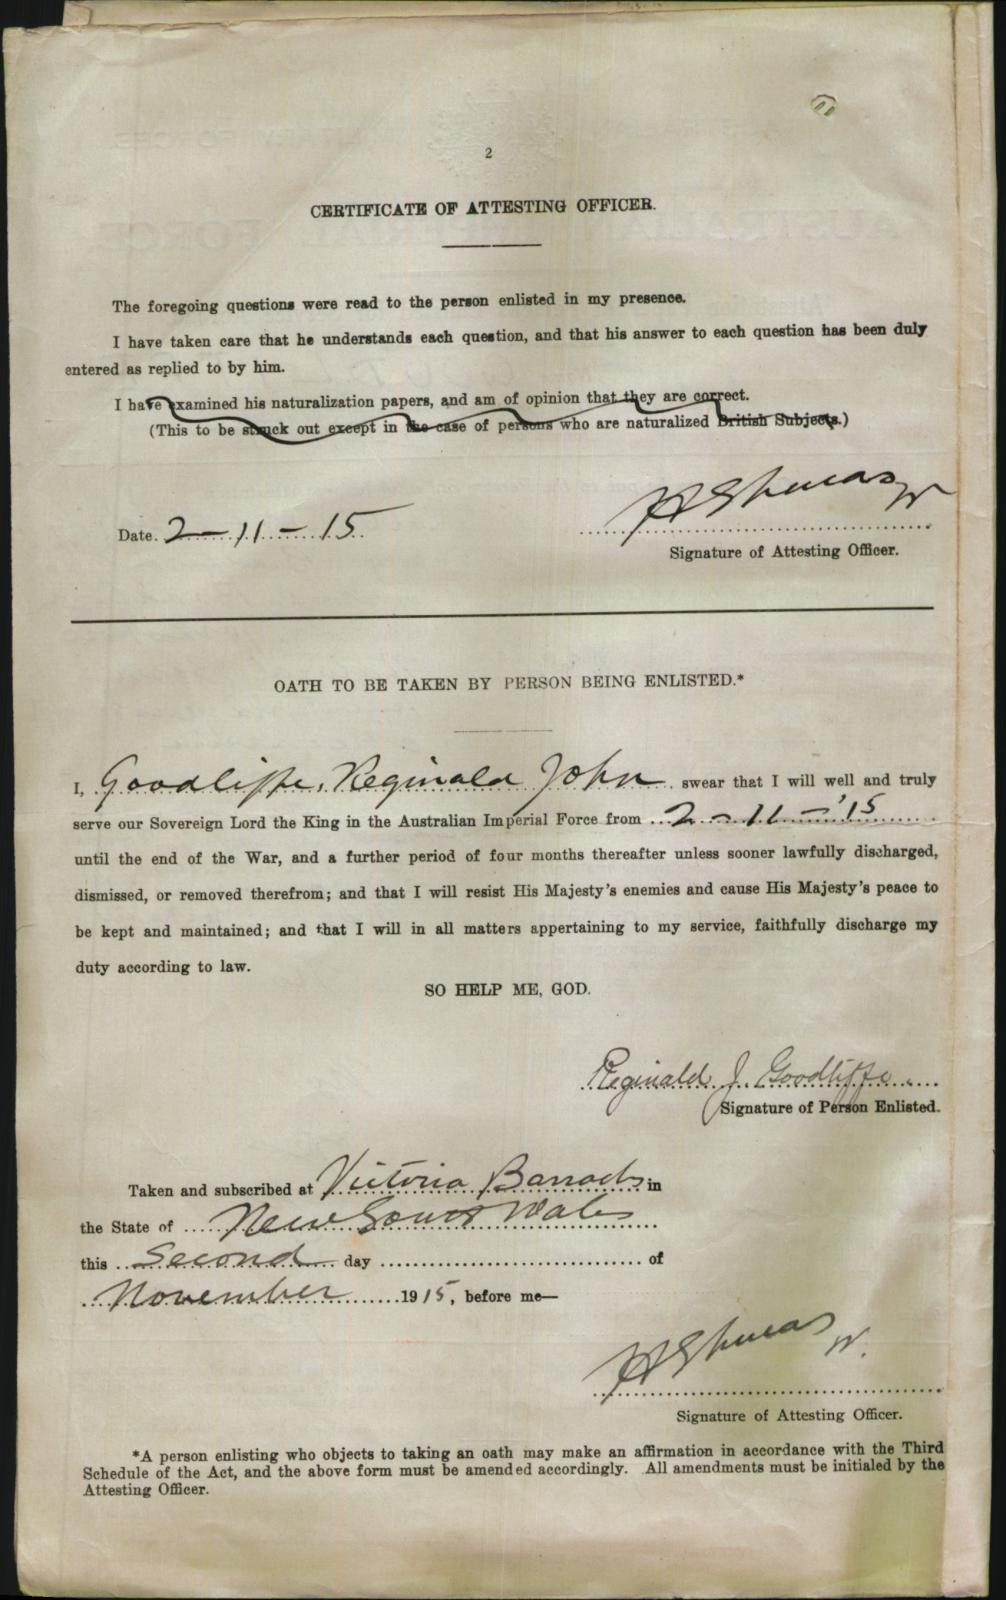 2
CERTIFICATE OF ATTESTING OFFICER.
The foregoing questions were read to the person enlisted in my presence.
I have taken care that he understands each question, and that his answer to each question has been duly
entered as replied to by him.
I have examined his naturalization papers, and am of opinion that they are correct.
(This to be struck out except in the case of persons who are naturalized British Subjects.)
Date. 2-11-15
Signature of Attesting Officer.
OATH TO BE TAKEN BY PERSON BEING ENLISTED.*
I, Goodliffe, Reginald John swear that I will well and truly
serve our Sovereign Lord the King in the Australian Imperial Force from 2-11-'15
until the end of the War, and a further period of four months thereafter unless sooner lawfully discharged,
dismissed, or removed therefrom; and that I will resist His Majesty's enemies and cause His Majesty's peace to
be kept and maintained; and that I will in all matters appertaining to my service, faithfully discharge my
duty according to law.
SO HELP ME, GOD.
Reginald J. Goodliffe
Signature of Person Enlisted.
Taken and subscribed at Victoria Barracks in
the State of New South Wales
this Second day of
November 1915, before me—
Signature of Attesting Officer.
*A person enlisting who objects to taking an oath may make an affirmation in accordance with the Third
Schedule of the Act, and the above form must be amended accordingly. All amendments must be initialed by the
Attesting Officer.